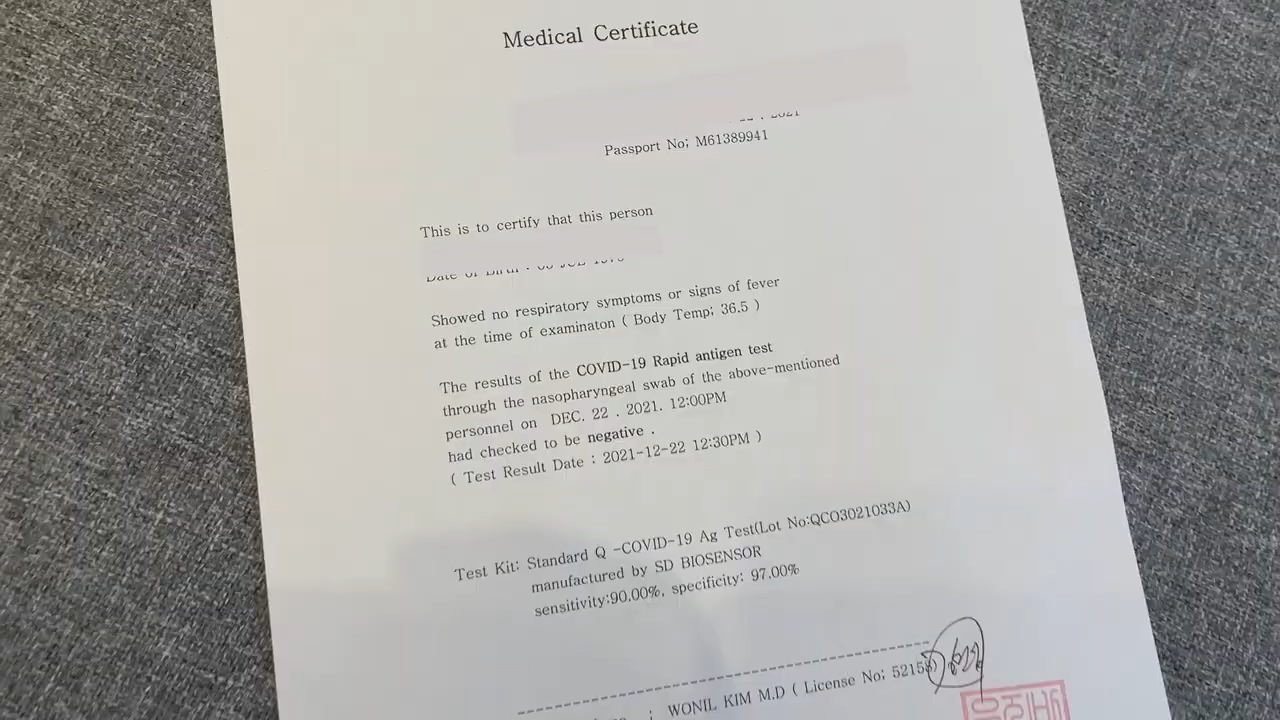 Medical Certificate
2021
Passport No; M61389941
This is to certify that this person
Date of Birth :
Showed no respiratory symptoms or signs of fever
at the time of examinaton ( Body Temp; 36.5 )
The results of the COVID-19 Rapid antigen test
through the nasopharyngeal swab of the above-mentioned
personnel on DEC. 22 . 2021. 12:00PM
had checked to be negative .
( Test Result Date : 2021-12-22 12:30PM )
Test Kit: Standard Q -COVID-19 Ag Test(Lot No:QCO3021033A)
manufactured by SD BIOSENSOR
sensitivity:90.00%, specificity: 97.00%
: WONIL KIM M.D ( License No; 5215